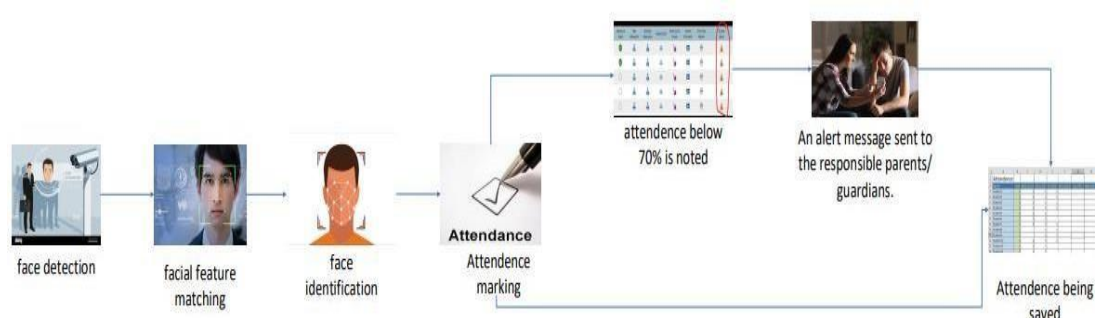 face detection
facial feature
matching
face
identification
Attendance
Attendence
marking
attendence below
70% is noted
An alert message sent to
the responsible parents/
guardians.
Attendence being
saved